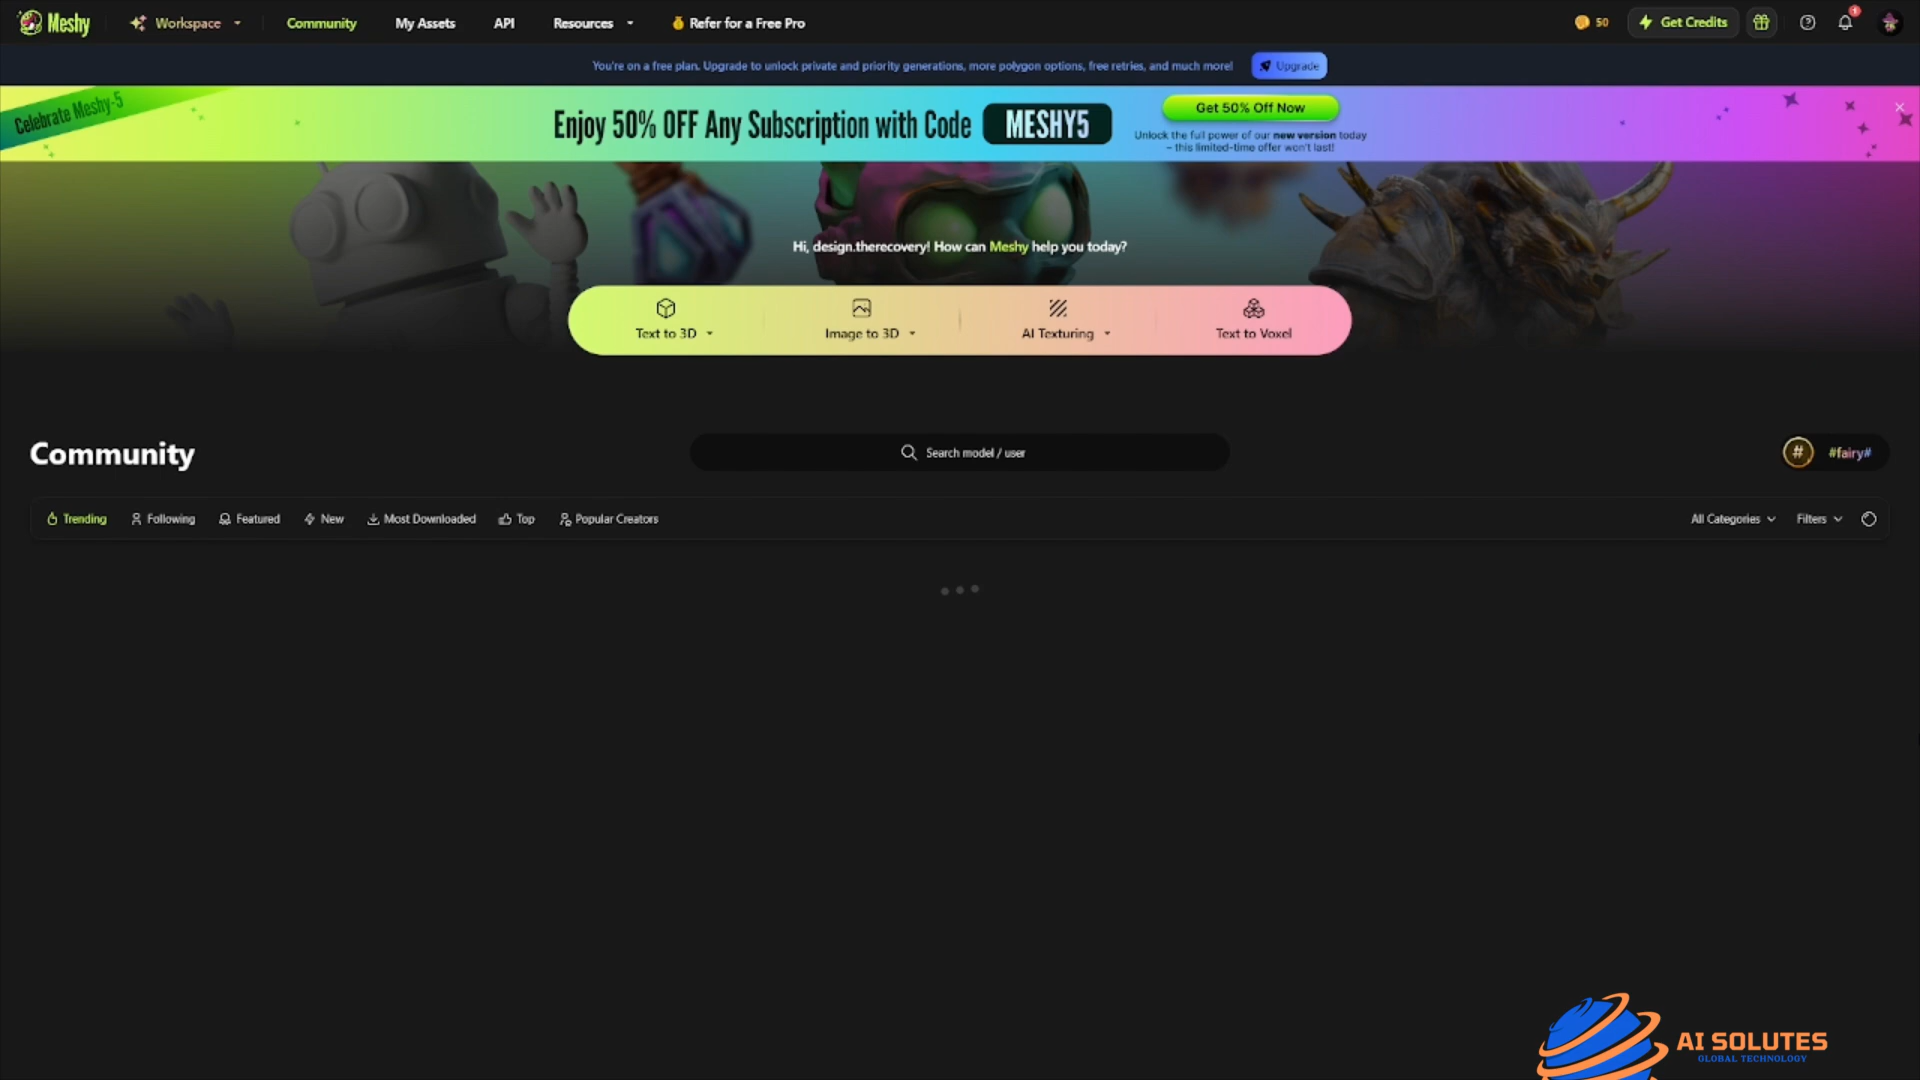 Meshy
Workspace
Community
My Assets
API
Resources
Refer for a Free Pro
50
Get Credits
1
You're on a free plan. Upgrade to unlock private and priority generations, more polygon options, free retries, and much more!
Upgrade
Celebrate Meshy-5
Enjoy 50% OFF Any Subscription with Code
MESHY5
Get 50% Off Now
Unlock the full power of our new version today
– this limited-time offer won't last!
Hi, design.therecovery! How can Meshy help you today?
Text to 3D
Image to 3D
AI Texturing
Text to Voxel
Community
Search model / user
#
#fairy#
Trending
Following
Featured
New
Most Downloaded
Top
Popular Creators
All Categories
Filters
AI SOLUTES
GLOBAL TECHNOLOGY